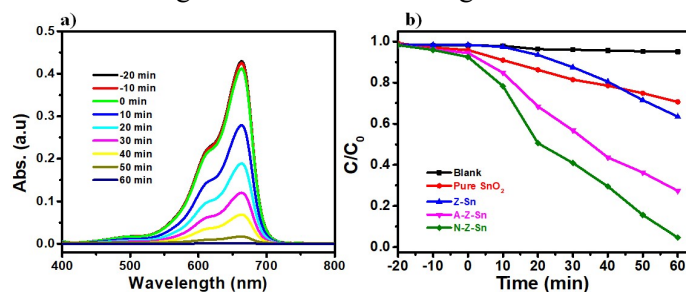 a)
Abs. (a.u)
0.5
0.4
0.3
0.2
0.1
0.0
-20 min
-10 min
0 min
10 min
20 min
30 min
40 min
50 min
60 min
400 500 600 700 800
Wavelength (nm)
b)
C/C0
1.0
0.8
0.6
0.4
0.2
0.0
Blank
Pure SnO2
Z-Sn
A-Z-Sn
N-Z-Sn
-20 -10 0 10 20 30 40 50 60
Time (min)